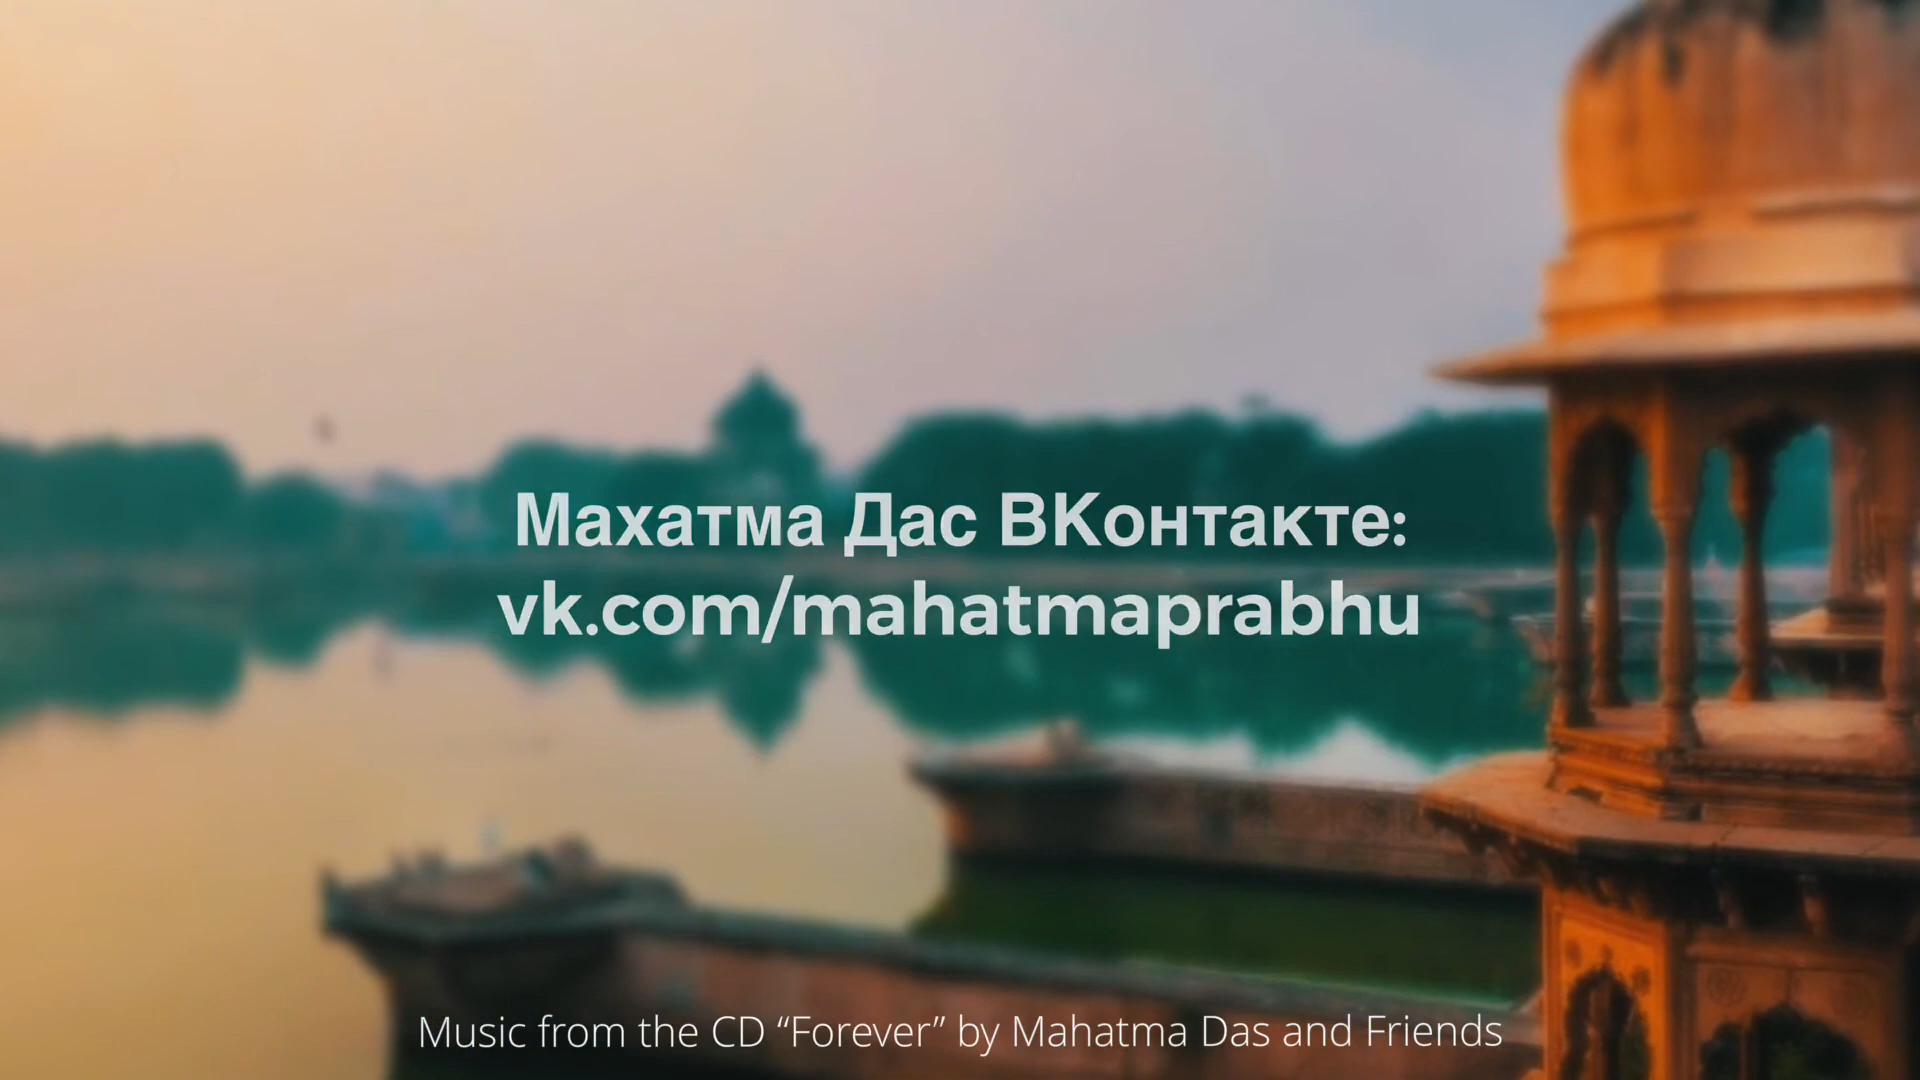 Махатма Дас ВКонтакте:
vk.com/mahatmaprabhu
Music from the CD “Forever” by Mahatma Das and Friends